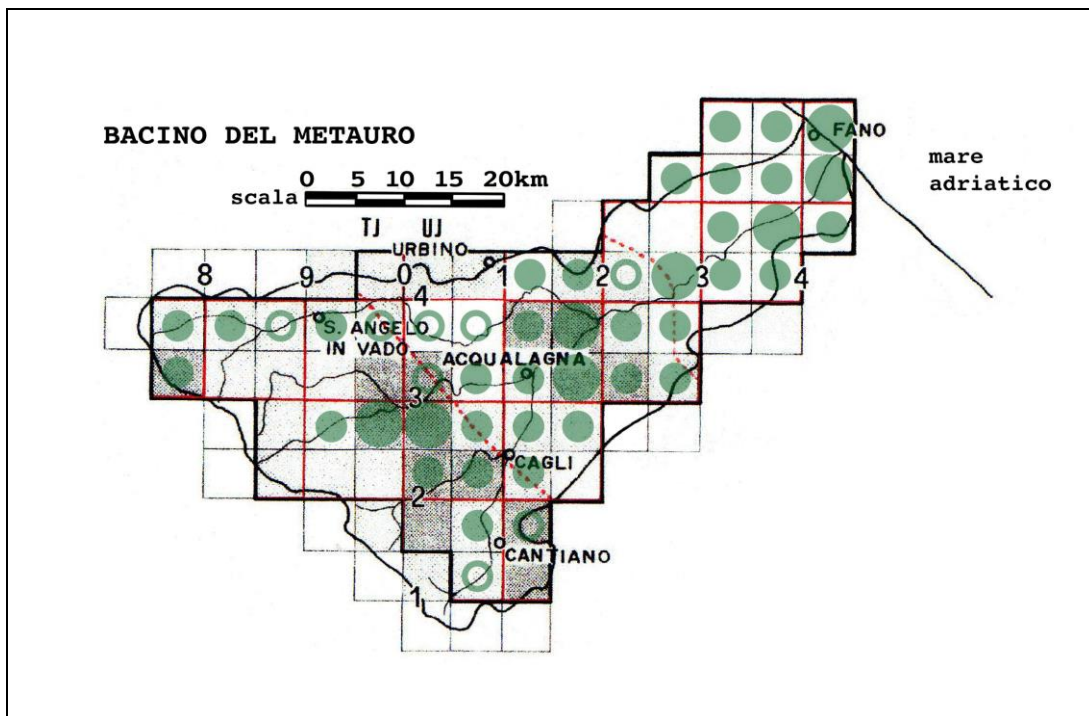 BACINO DEL METAURO
FANO
mare
adriatico
scala 0 5 10 15 20km
TJ UJ
URBINO
8 9 0 1 2 3 4
4
S. ANGELO
IN VADO
ACQUALAGNA
3
CAGLI
2
CANTIANO
1